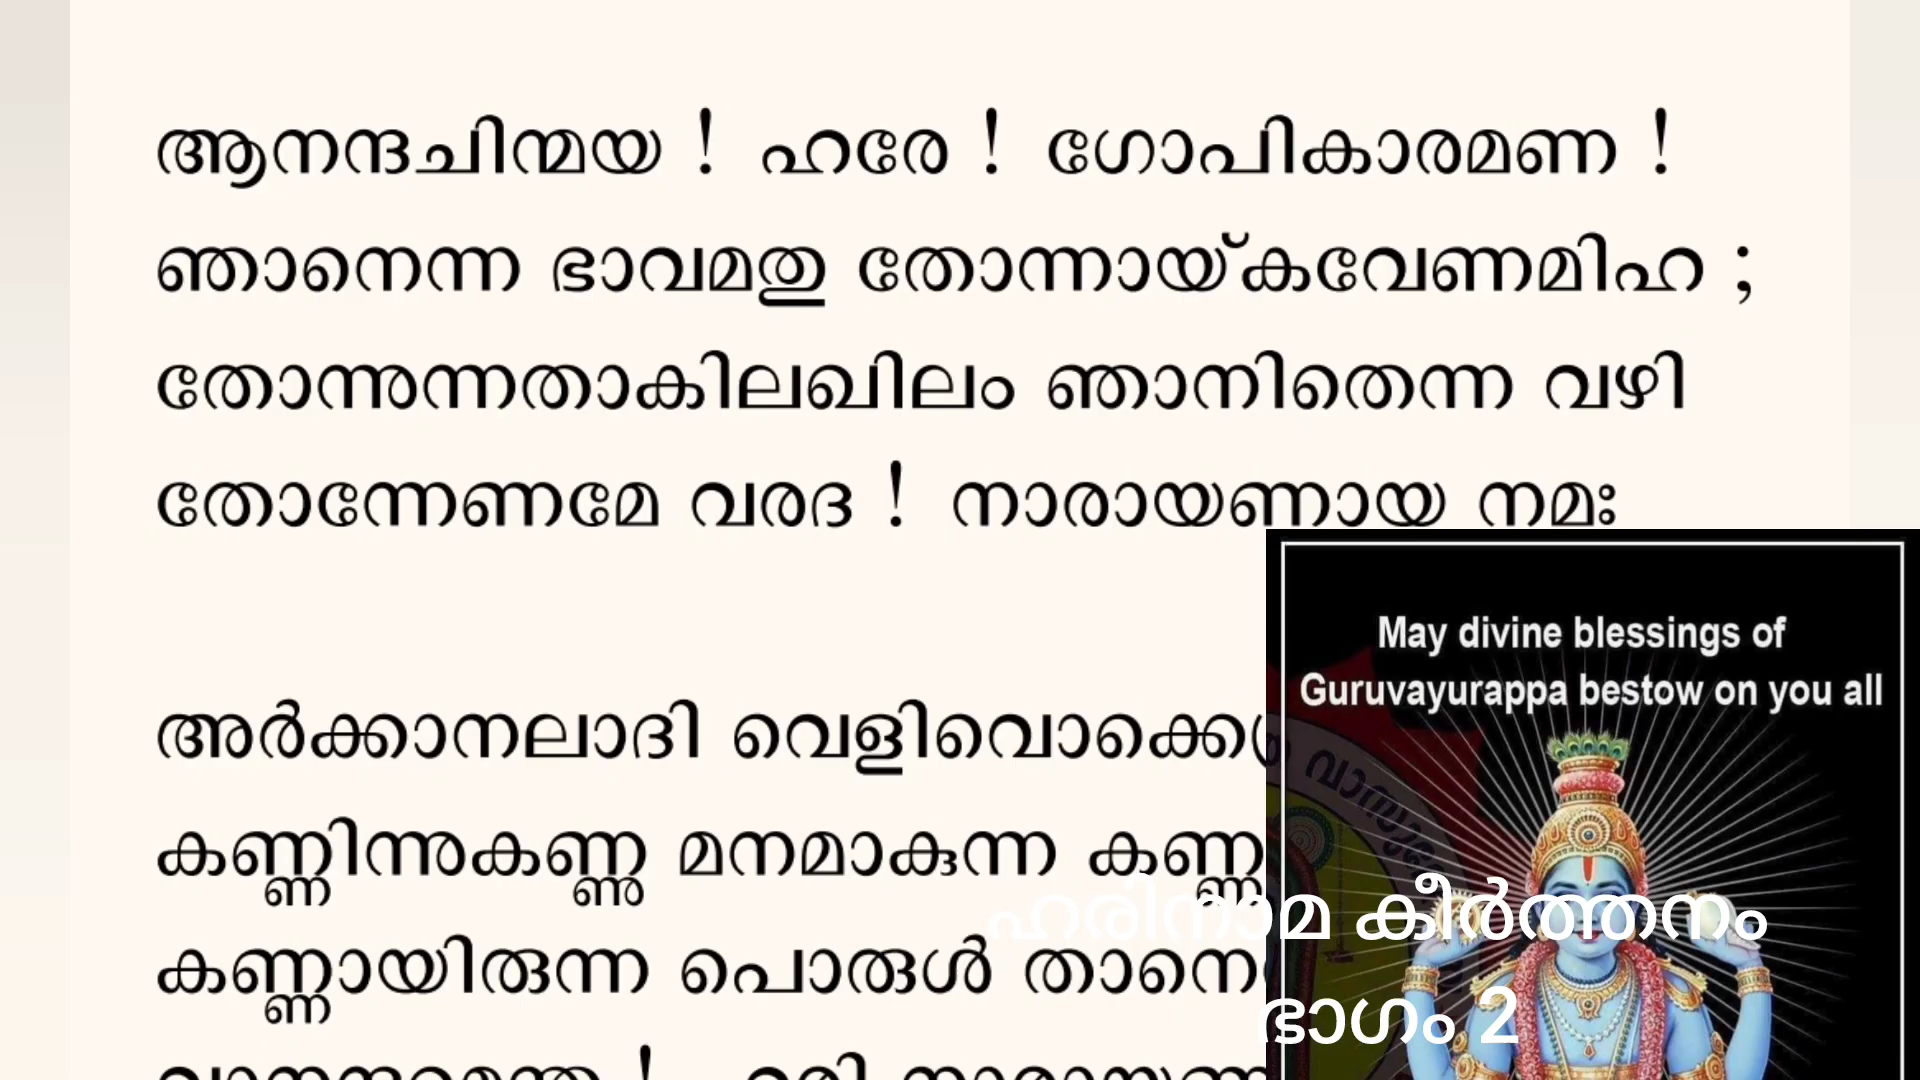 ആനന്ദചിന്മയ ! ഹരേ ! ഗോപികാരമണ !
ഞാനെന്ന ഭാവമതു തോന്നായ്കവേണമിഹ ;
തോന്നുന്നതാകിലഖിലം ഞാനിതെന്ന വഴി
തോന്നേണമേ വരദ ! നാരായണായ നമഃ
അർക്കാനലാദി
കണ്ണിന്നുകണ്ണു മനമാകുന്ന
കണ്ണായിരുന്ന പൊരുൾ
May divine blessings of
Guruvayurappa bestow on you all
ഹരിനാമ കീർത്തനം
ഭാഗം 2